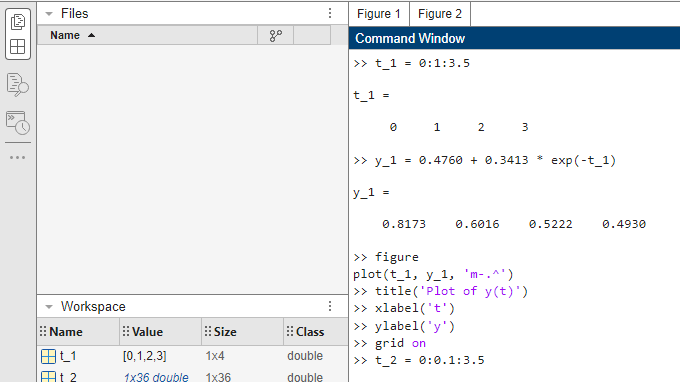 Files
Name
Workspace
Name Value Size Class
t_1 [0,1,2,3] 1x4 double
t_2 1x36 double 1x36 double
Figure 1 Figure 2
Command Window
>> t_1 = 0:1:3.5
t_1 =
0 1 2 3
>> y_1 = 0.4760 + 0.3413 * exp(-t_1)
y_1 =
0.8173 0.6016 0.5222 0.4930
>> figure
plot(t_1, y_1, 'm-.^')
>> title('Plot of y(t)')
>> xlabel('t')
>> ylabel('y')
>> grid on
>> t_2 = 0:0.1:3.5